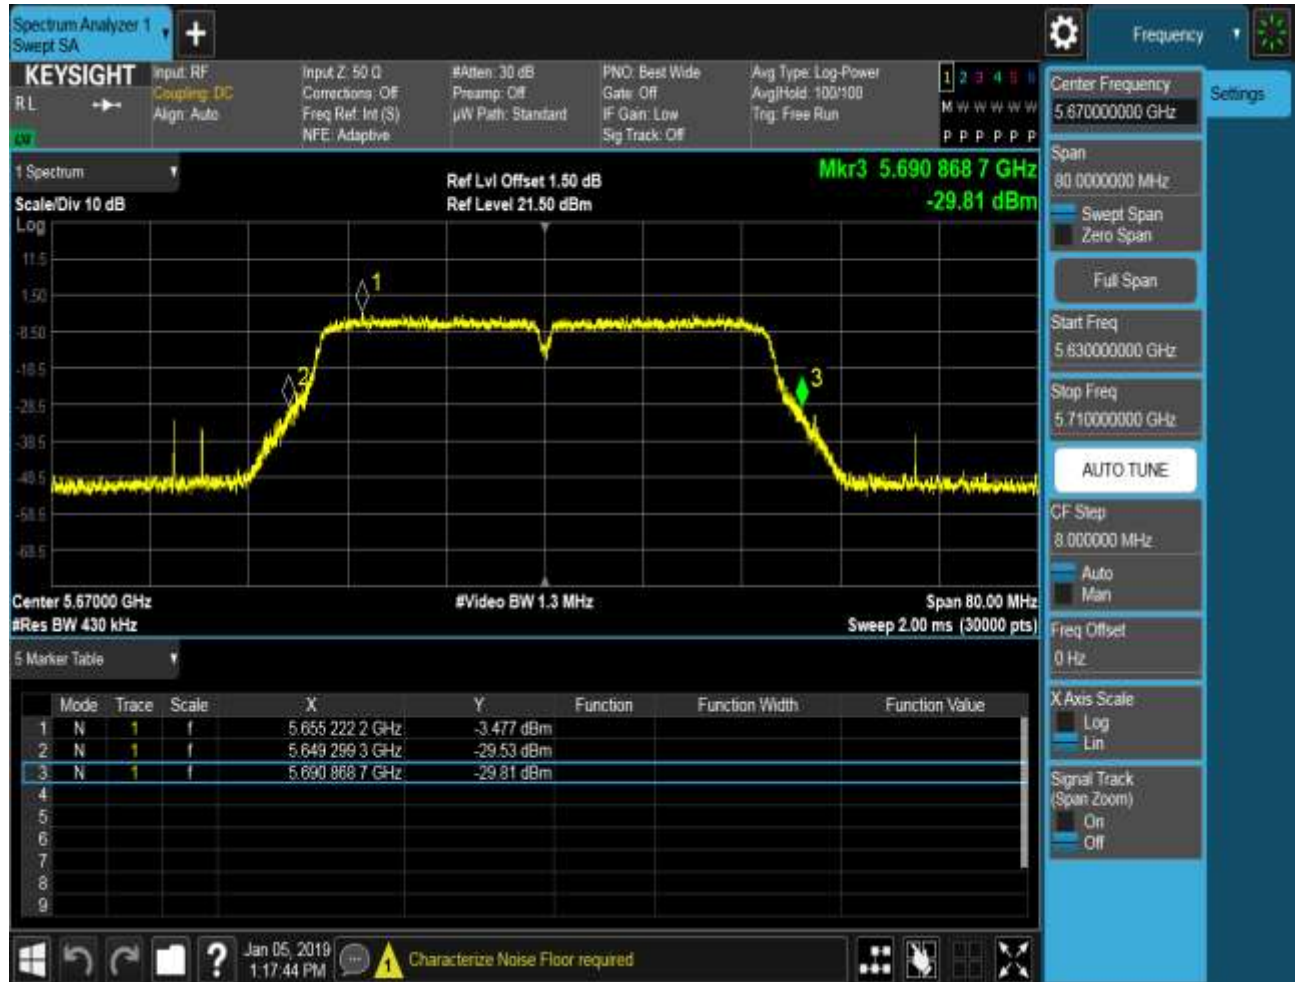 Spectrum Analyzer 1
Swept SA
+
Frequency
KEYSIGHT
RL
Input: RF
Coupling: DC
Align: Auto
Input Z: 50 Ω
Corrections: Off
Freq Ref: Int (S)
NFE: Adaptive
#Atten: 30 dB
Preamp: Off
µW Path: Standard
PNO: Best Wide
Gate: Off
IF Gain: Low
Sig Track: Off
Avg Type: Log-Power
Avg|Hold: 100/100
Trig: Free Run
1 2 3 4 5 6
M W W W W W
P P P P P P
1 Spectrum
Scale/Div 10 dB
Ref Lvl Offset 1.50 dB
Ref Level 21.50 dBm
Mkr3 5.690 868 7 GHz
-29.81 dBm
Log
11.5
1.50
-8.50
-18.5
-28.5
-38.5
-48.5
-58.5
-68.5
1
2
3
Center 5.67000 GHz
#Video BW 1.3 MHz
Span 80.00 MHz
#Res BW 430 kHz
Sweep 2.00 ms (30000 pts)
5 Marker Table
Mode Trace Scale X Y Function Function Width Function Value
1 N 1 f 5.655 222 2 GHz -3.477 dBm
2 N 1 f 5.649 299 3 GHz -29.53 dBm
3 N 1 f 5.690 868 7 GHz -29.81 dBm
4
5
6
7
8
9
Jan 05, 2019
1:17:44 PM
?
1
Characterize Noise Floor required
Center Frequency
5.670000000 GHz
Settings
Span
80.0000000 MHz
Swept Span
Zero Span
Full Span
Start Freq
5.630000000 GHz
Stop Freq
5.710000000 GHz
AUTO TUNE
CF Step
8.000000 MHz
Auto
Man
Freq Offset
0 Hz
X Axis Scale
Log
Lin
Signal Track
(Span Zoom)
On
Off